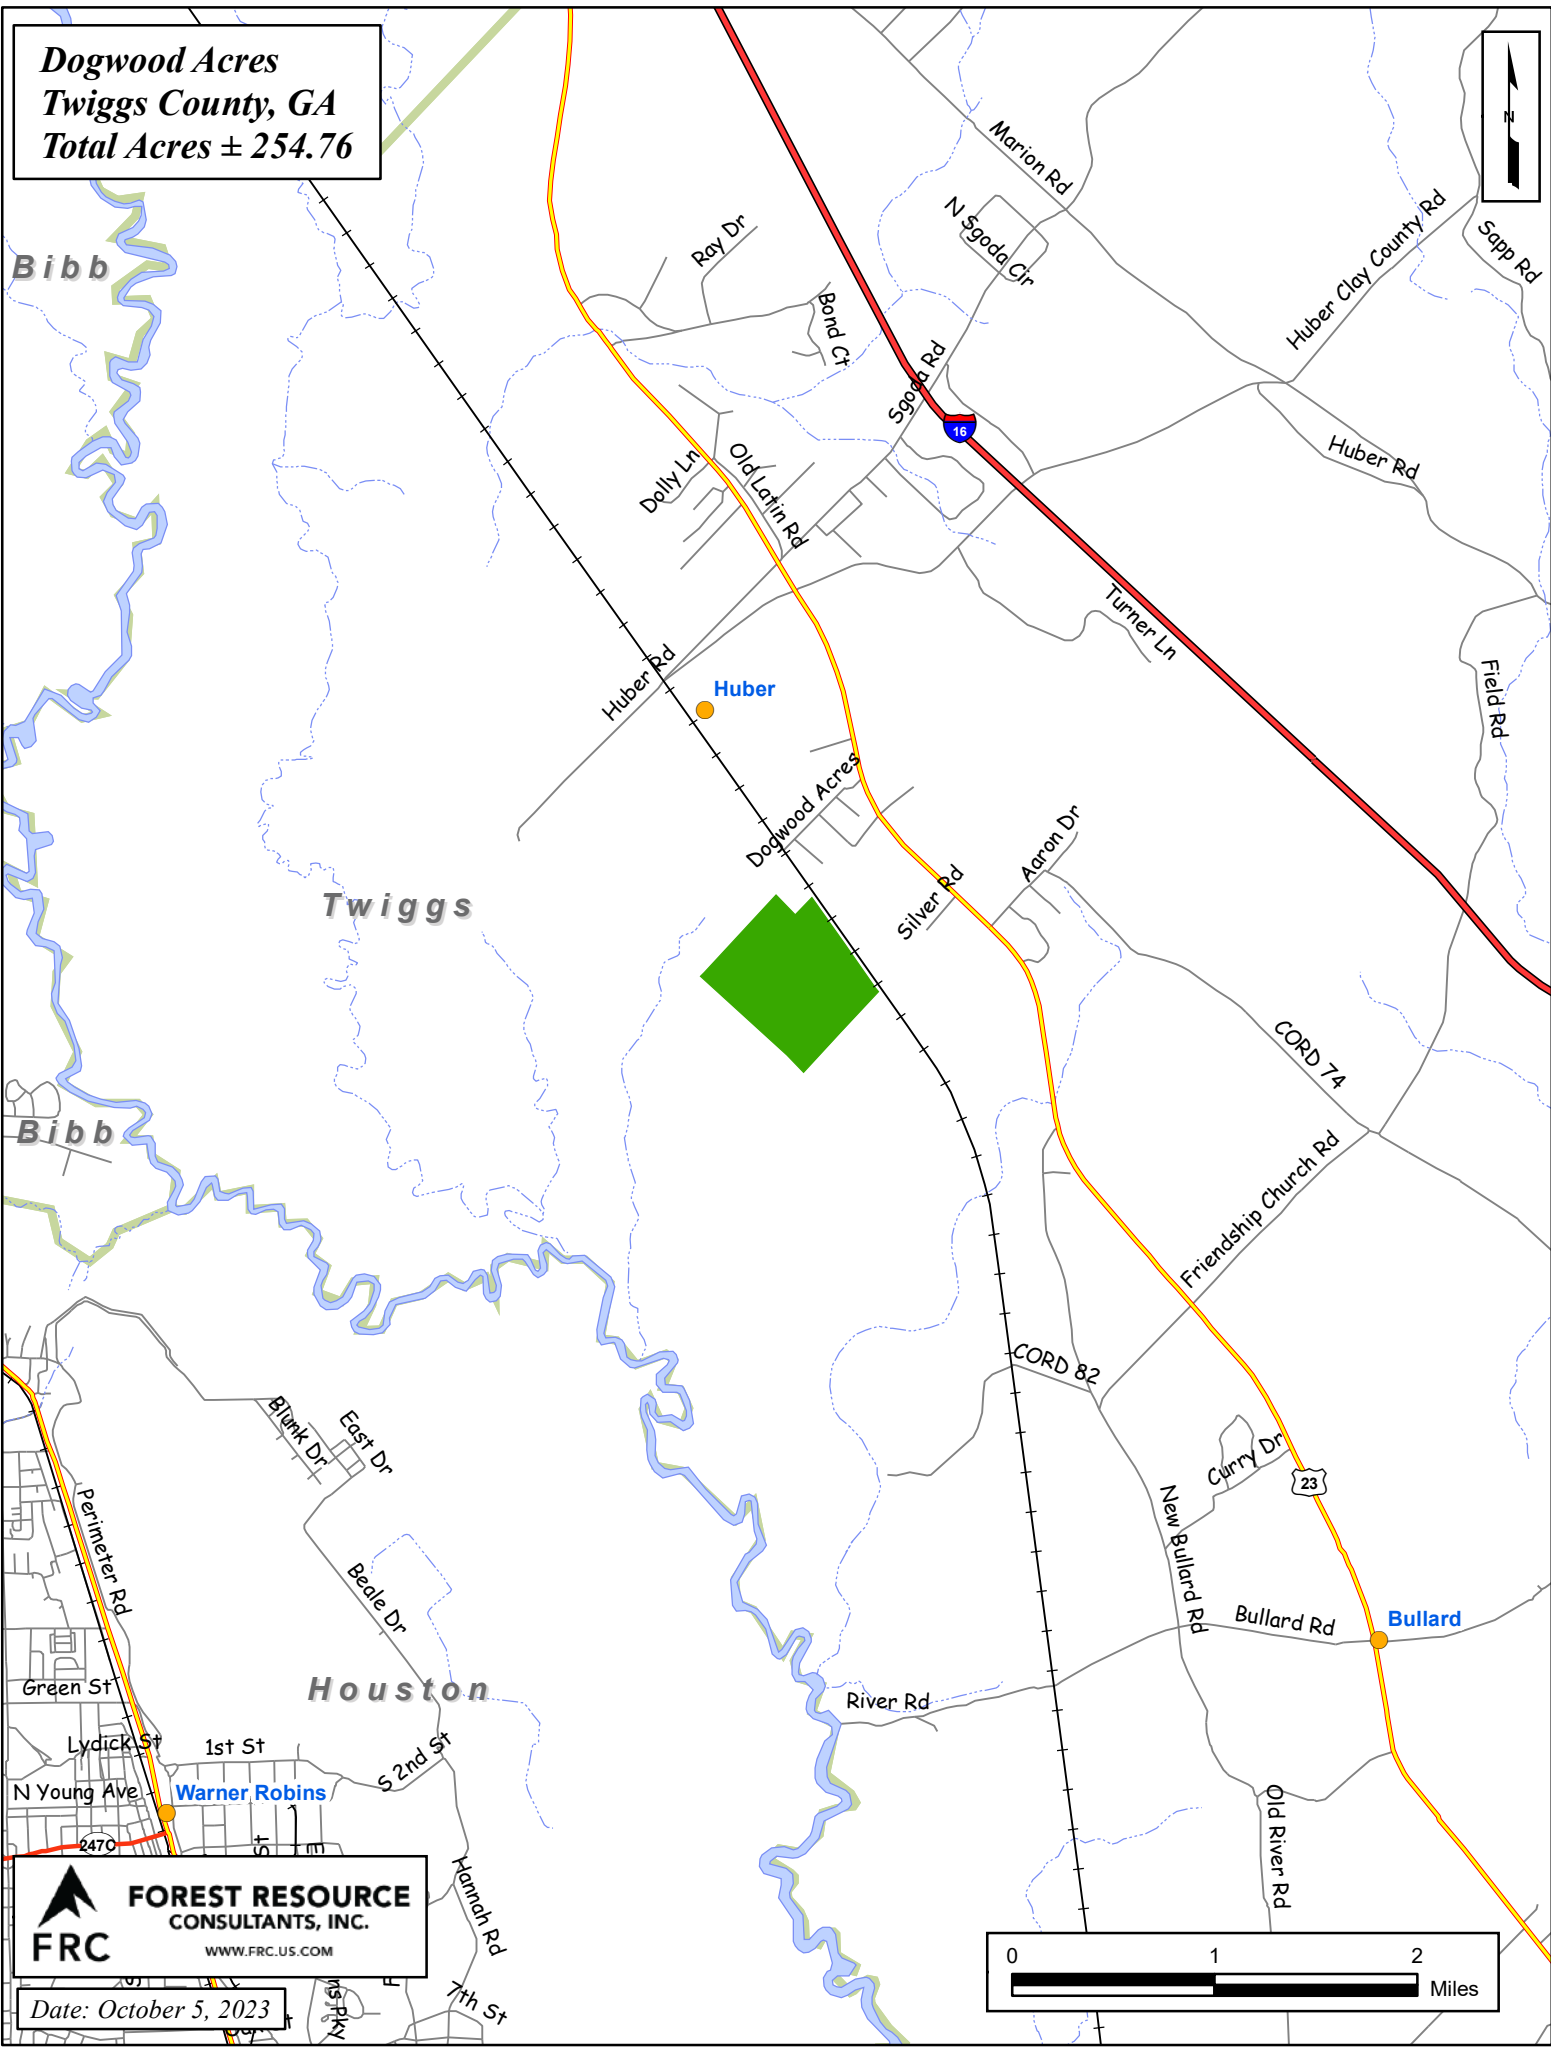 Dogwood Acres
Twiggs County, GA
Total Acres ± 254.76
N
Marion Rd
N Sgoda Cir
Huber Clay County Rd
Sapp Rd
Bibb
Ray Dr
Bond Ct
Sgoda Rd
16
Huber Rd
Dolly Ln
Old Latin Rd
Turner Ln
Huber Rd
Huber
Field Rd
Dogwood Acres
Aaron Dr
Silver Rd
Twiggs
CORD 74
Bibb
Friendship Church Rd
CORD 82
Blunk Dr
East Dr
Curry Dr
23
Perimeter Rd
New Bullard Rd
Beale Dr
Bullard Rd
Bullard
Green St
Houston
River Rd
Lydick St
1st St
S 2nd St
N Young Ave
Warner Robins
247C
St
E
Old River Rd
Hannah Rd
FRC
FOREST RESOURCE
CONSULTANTS, INC.
WWW.FRC.US.COM
7th St
Date: October 5, 2023
0 1 2
Miles